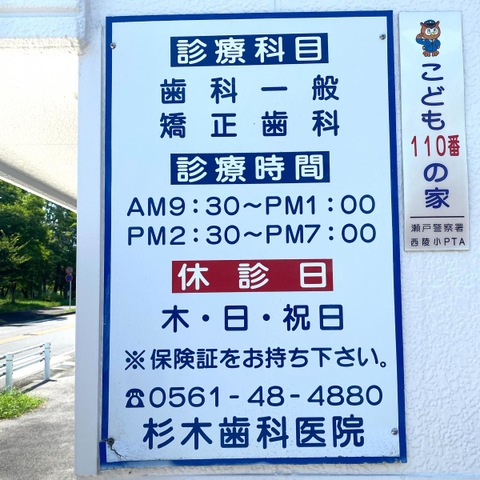 診療科目
歯科一般
矯正歯科
診療時間
AM9:30～PM1:00
PM2:30～PM7:00
休診日
木・日・祝日
※保険証をお持ち下さい。
☎0561-48-4880
杉木歯科医院
こども
110番
の家
瀬戸警察署
西陵小PTA